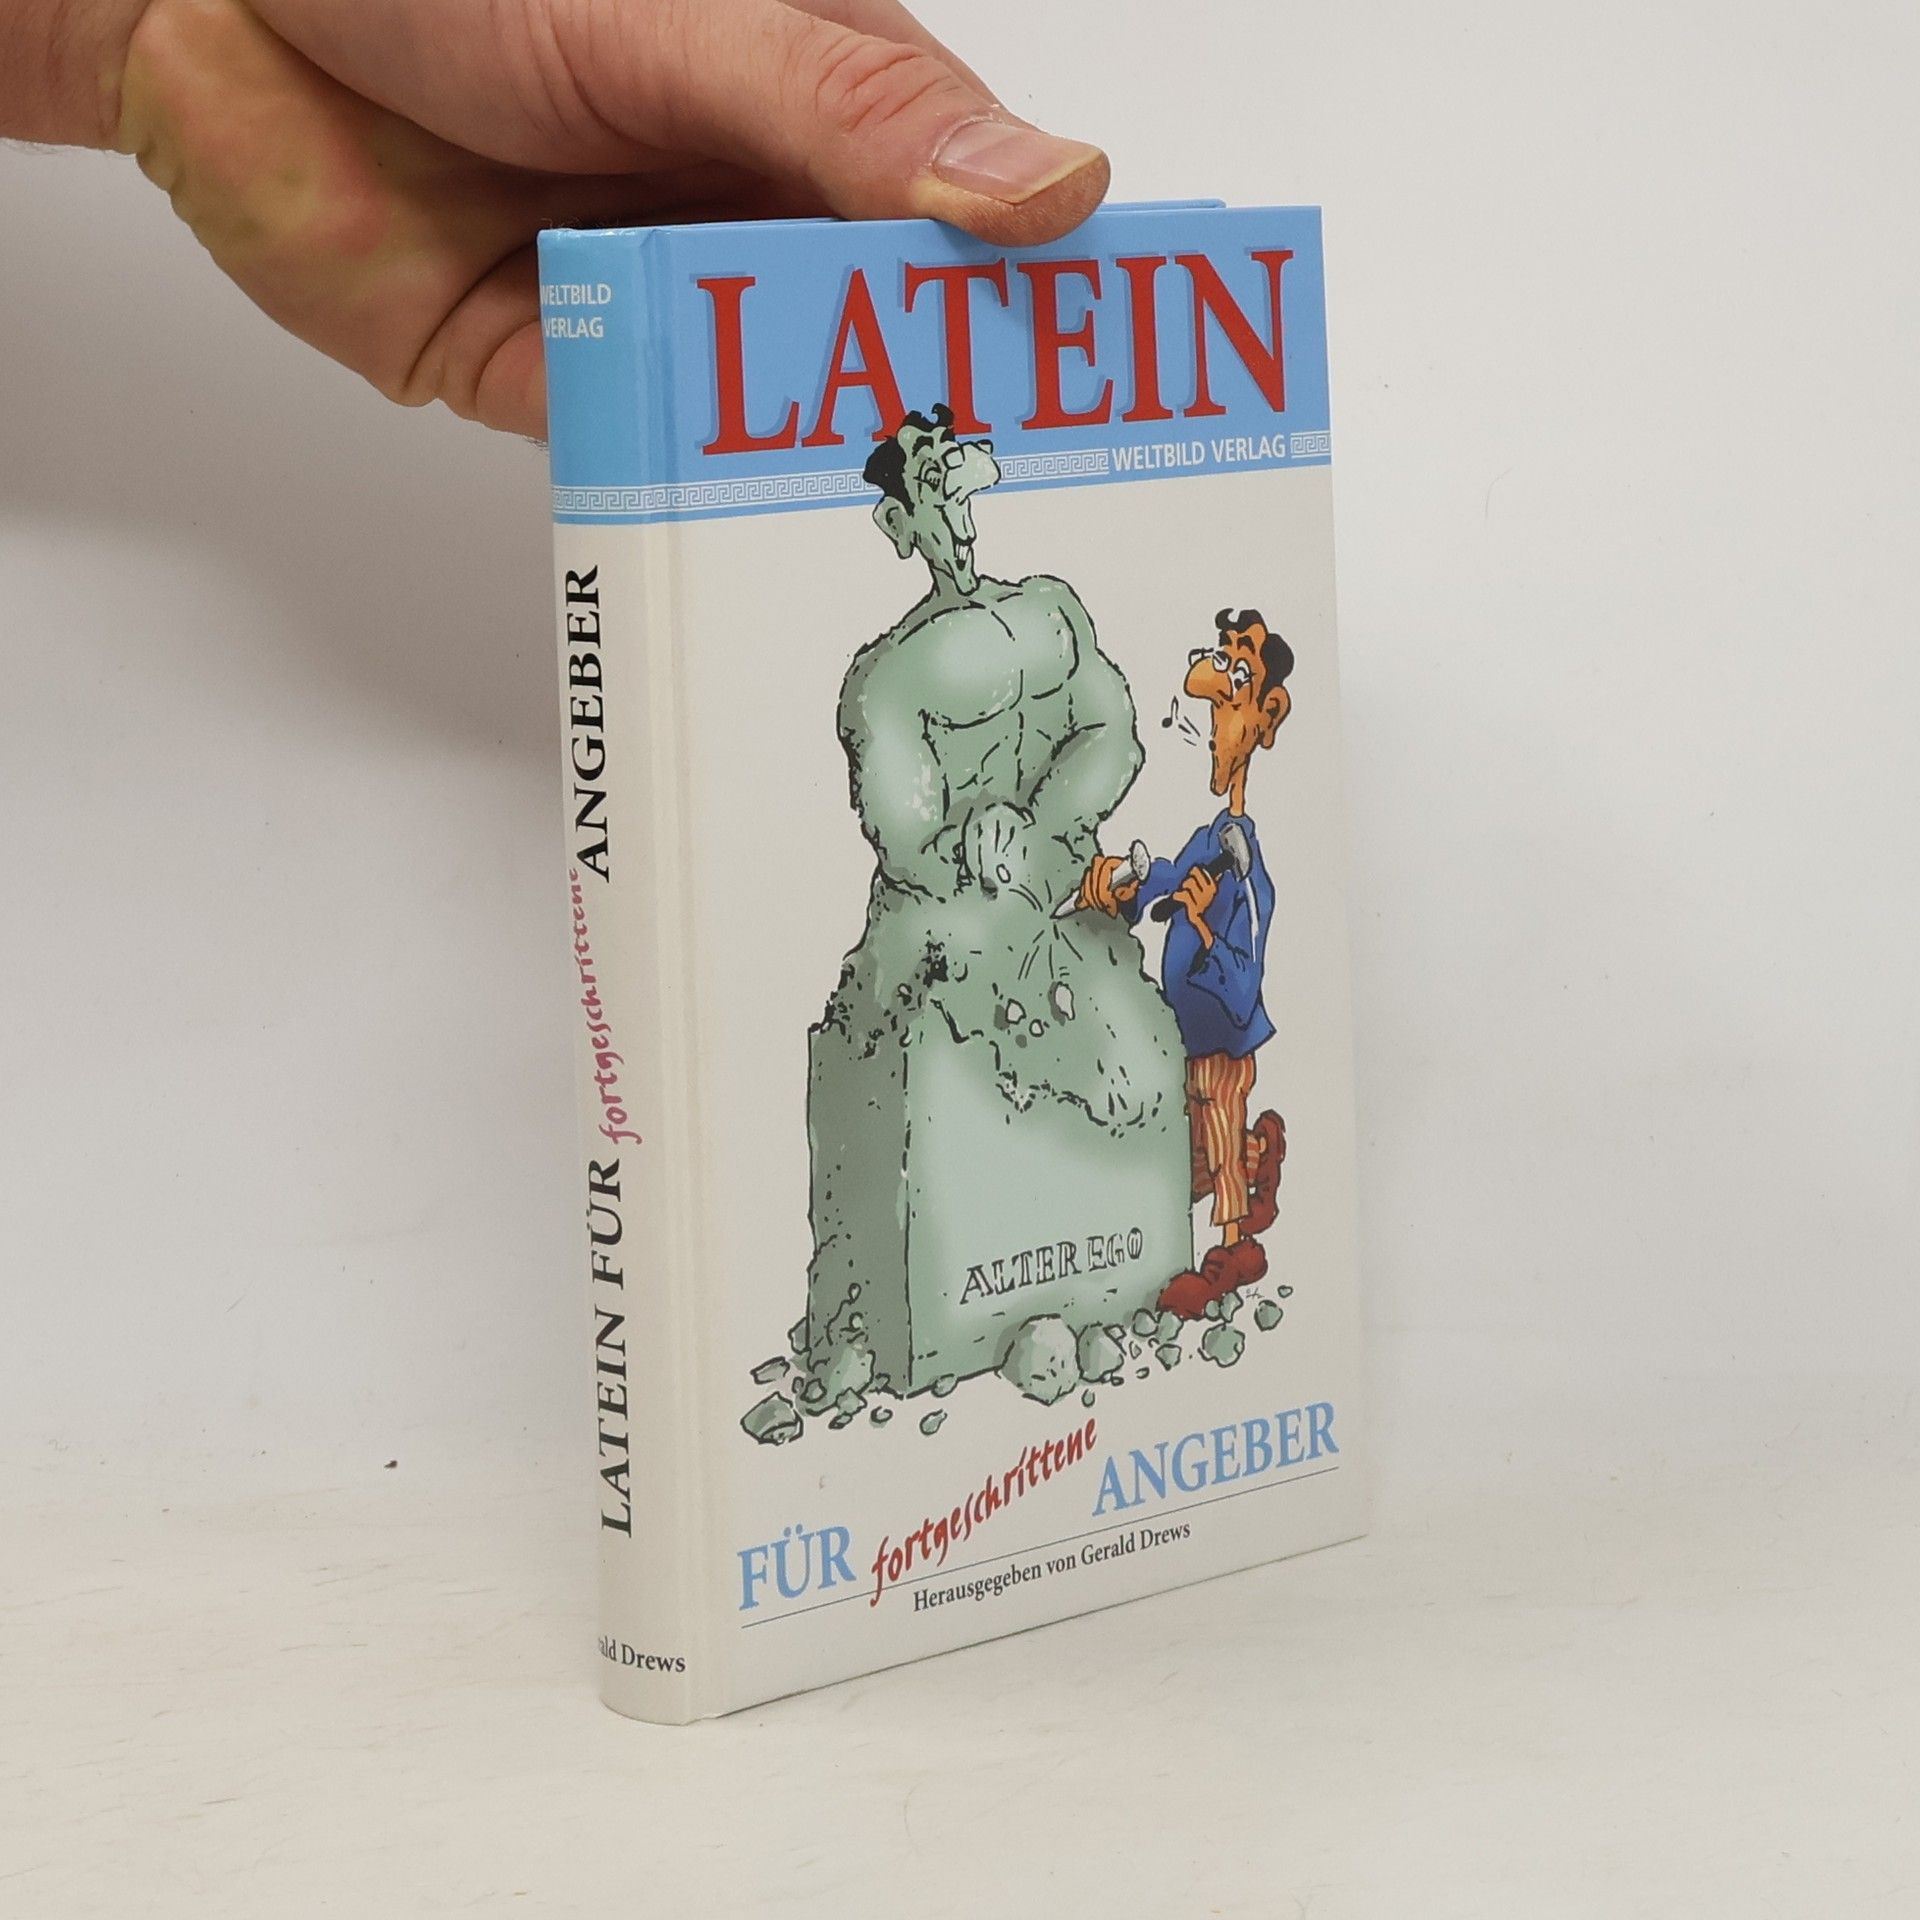 WELTBILD
VERLAG
LATEIN FÜR fortgeschrittene ANGEBER
Drews
LATEIN
WELTBILD VERLAG
ALTER EGO
FÜR fortgeschrittene ANGEBER
Herausgegeben von Gerald Drews